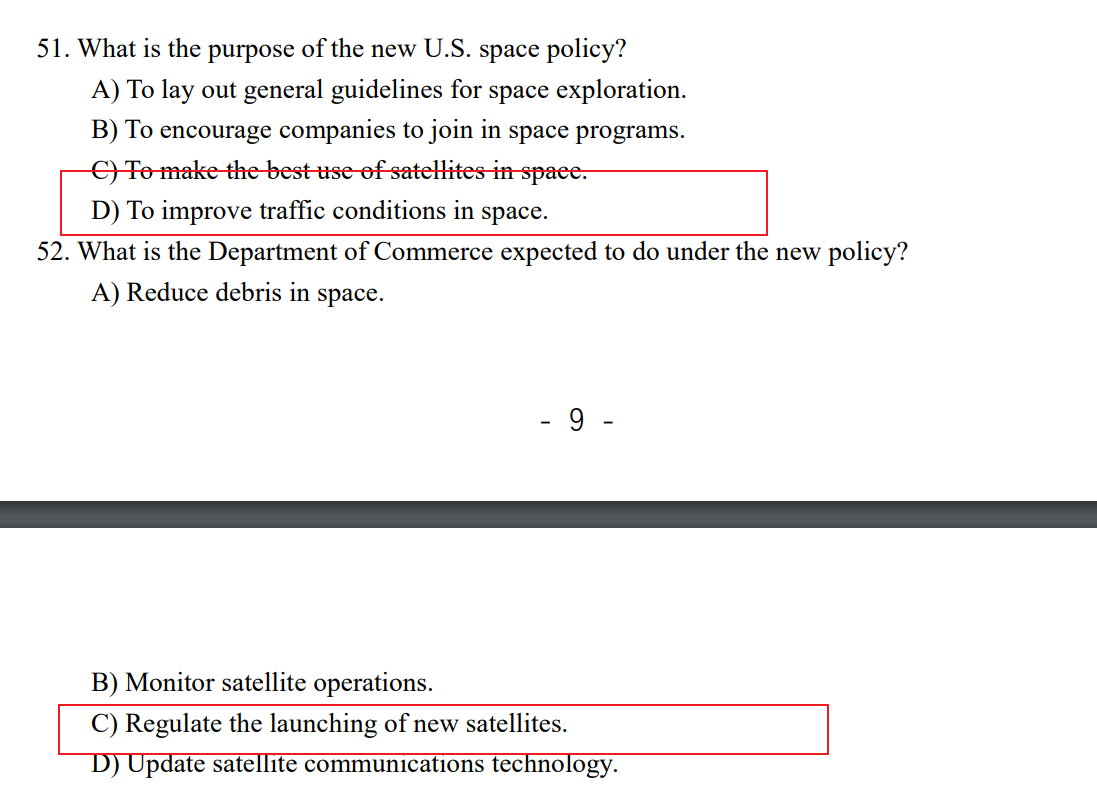 51. What is the purpose of the new U.S. space policy?
A) To lay out general guidelines for space exploration.
B) To encourage companies to join in space programs.
C) To make the best use of satellites in space.
D) To improve traffic conditions in space.
52. What is the Department of Commerce expected to do under the new policy?
A) Reduce debris in space.
- 9 -
B) Monitor satellite operations.
C) Regulate the launching of new satellites.
D) Update satellite communications technology.